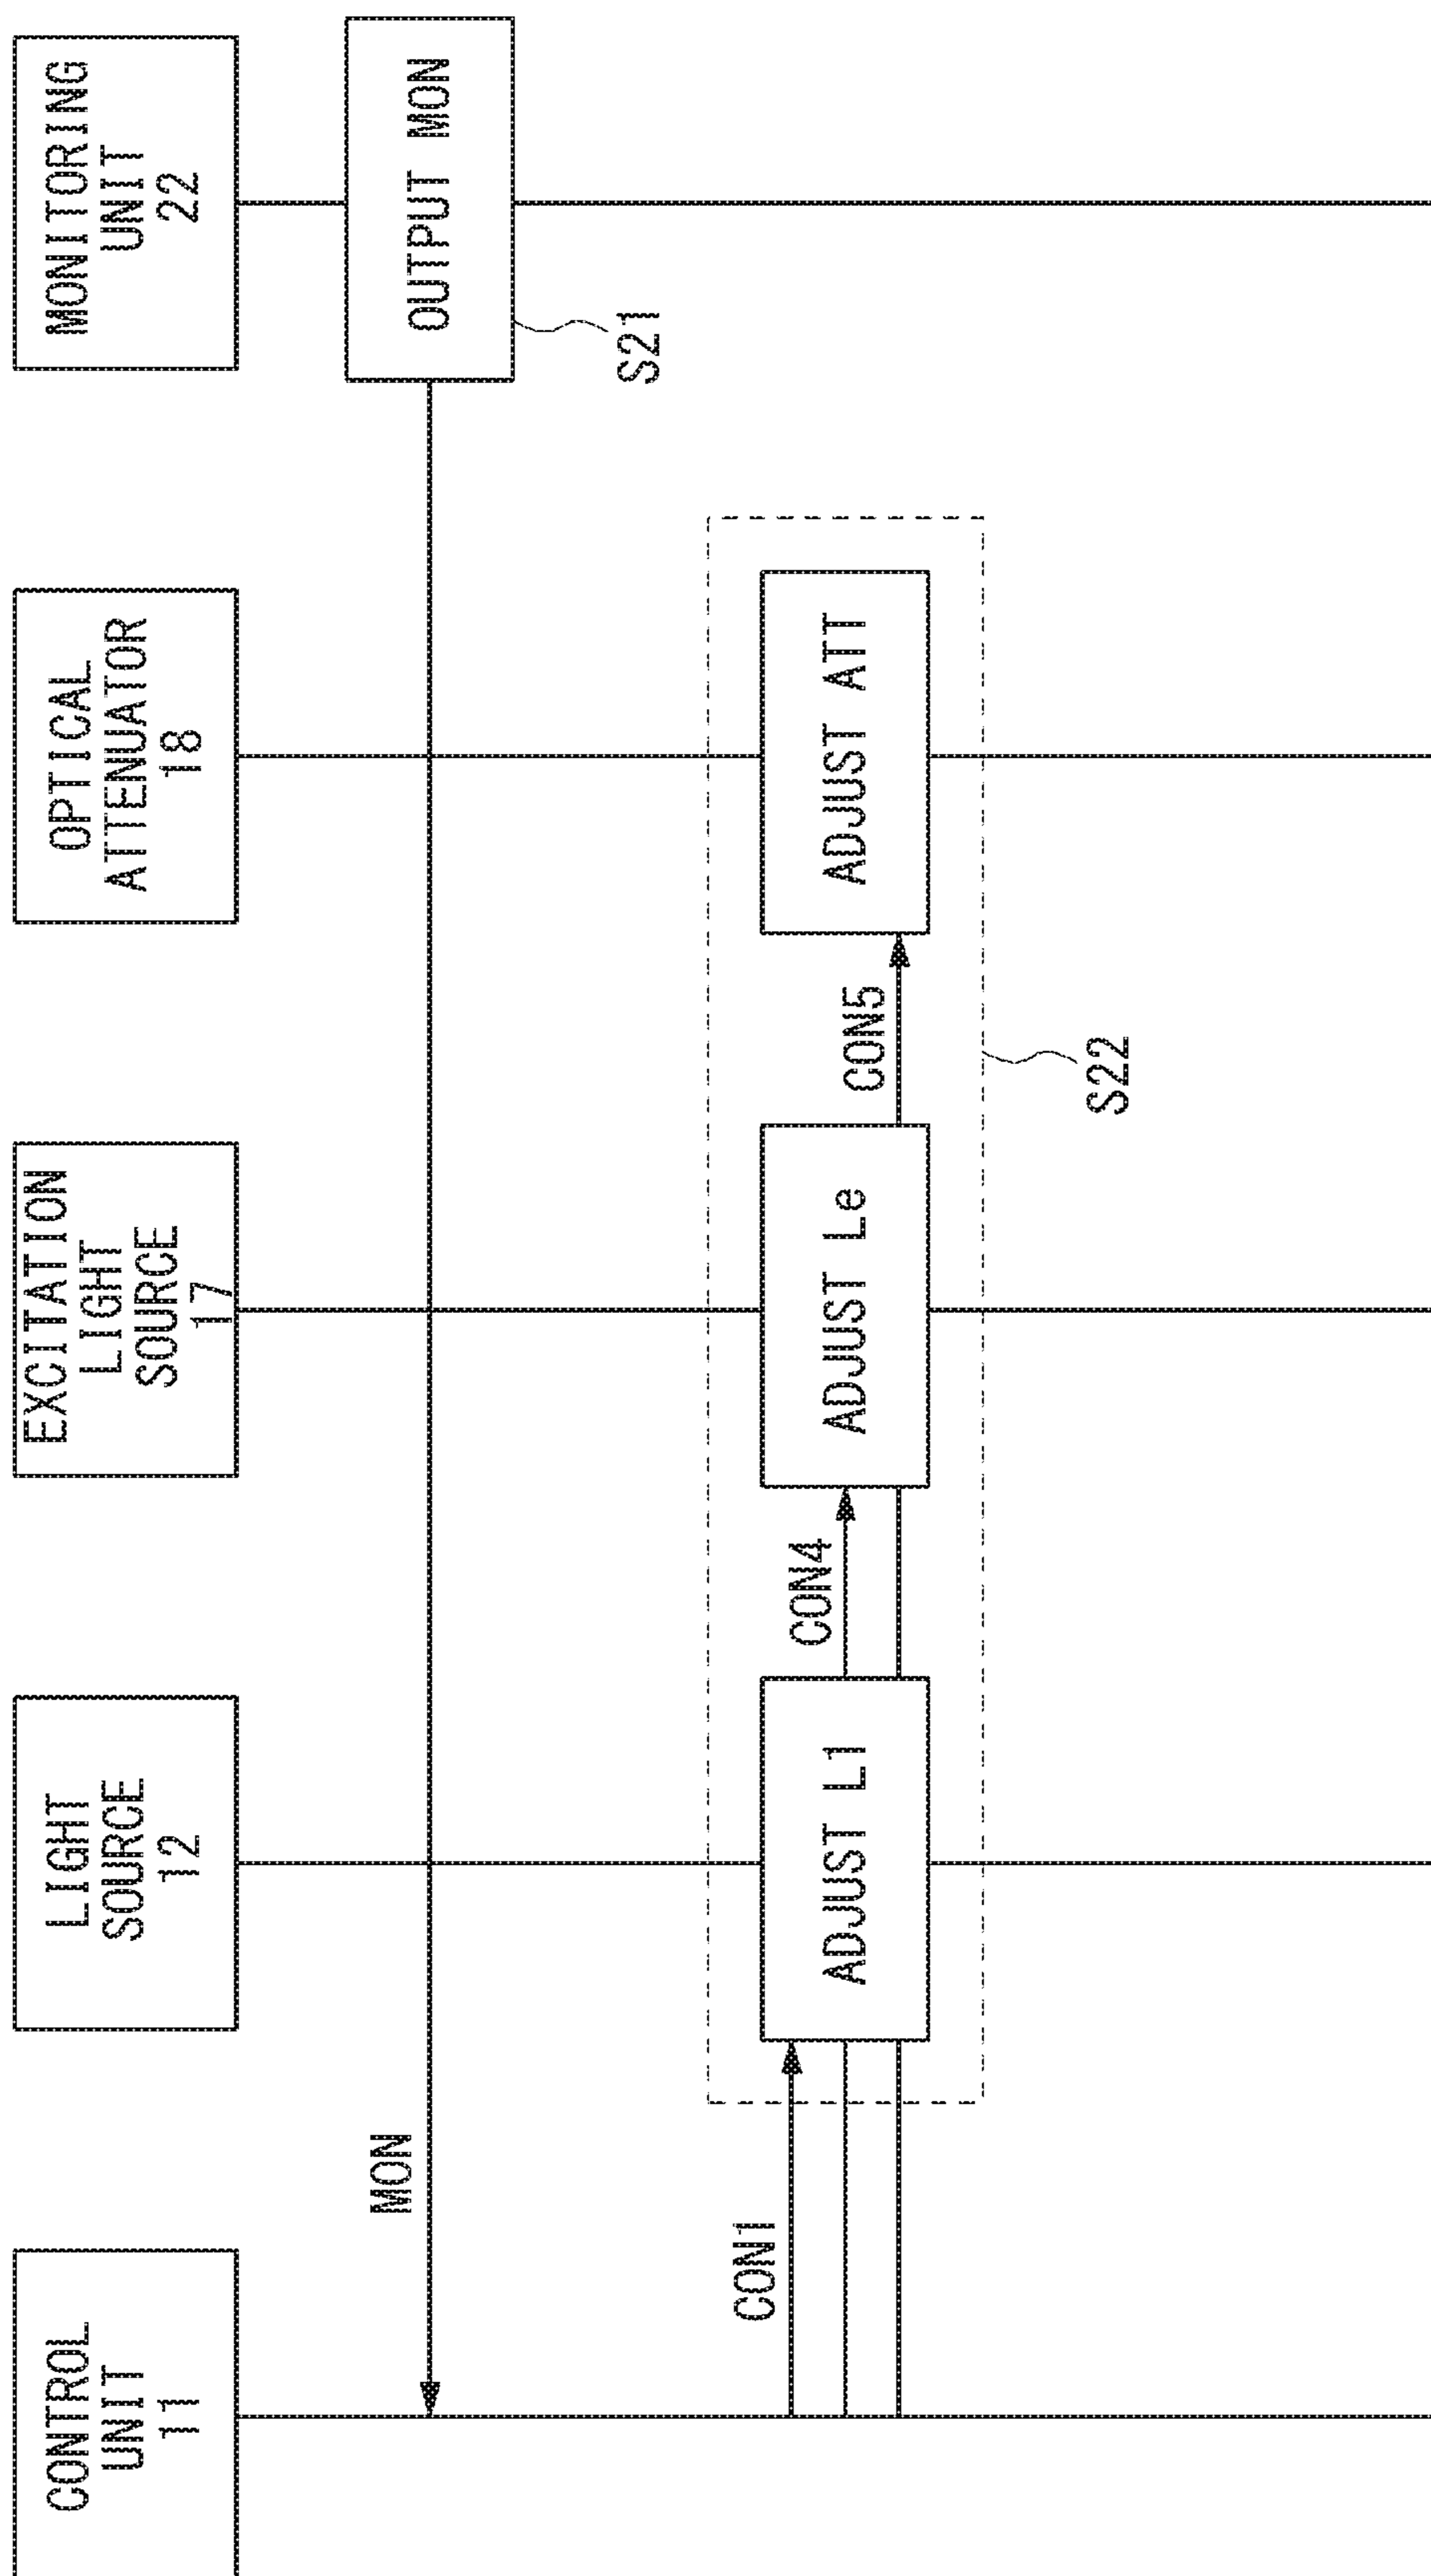 CONTROL
UNIT
11
LIGHT
SOURCE
12
EXCITATION
LIGHT
SOURCE
17
OPTICAL
ATTENUATOR
18
MONITORING
UNIT
22
MON
OUTPUT MON
S21
CON1
ADJUST L1
CON4
ADJUST Le
CON5
ADJUST ATT
S22